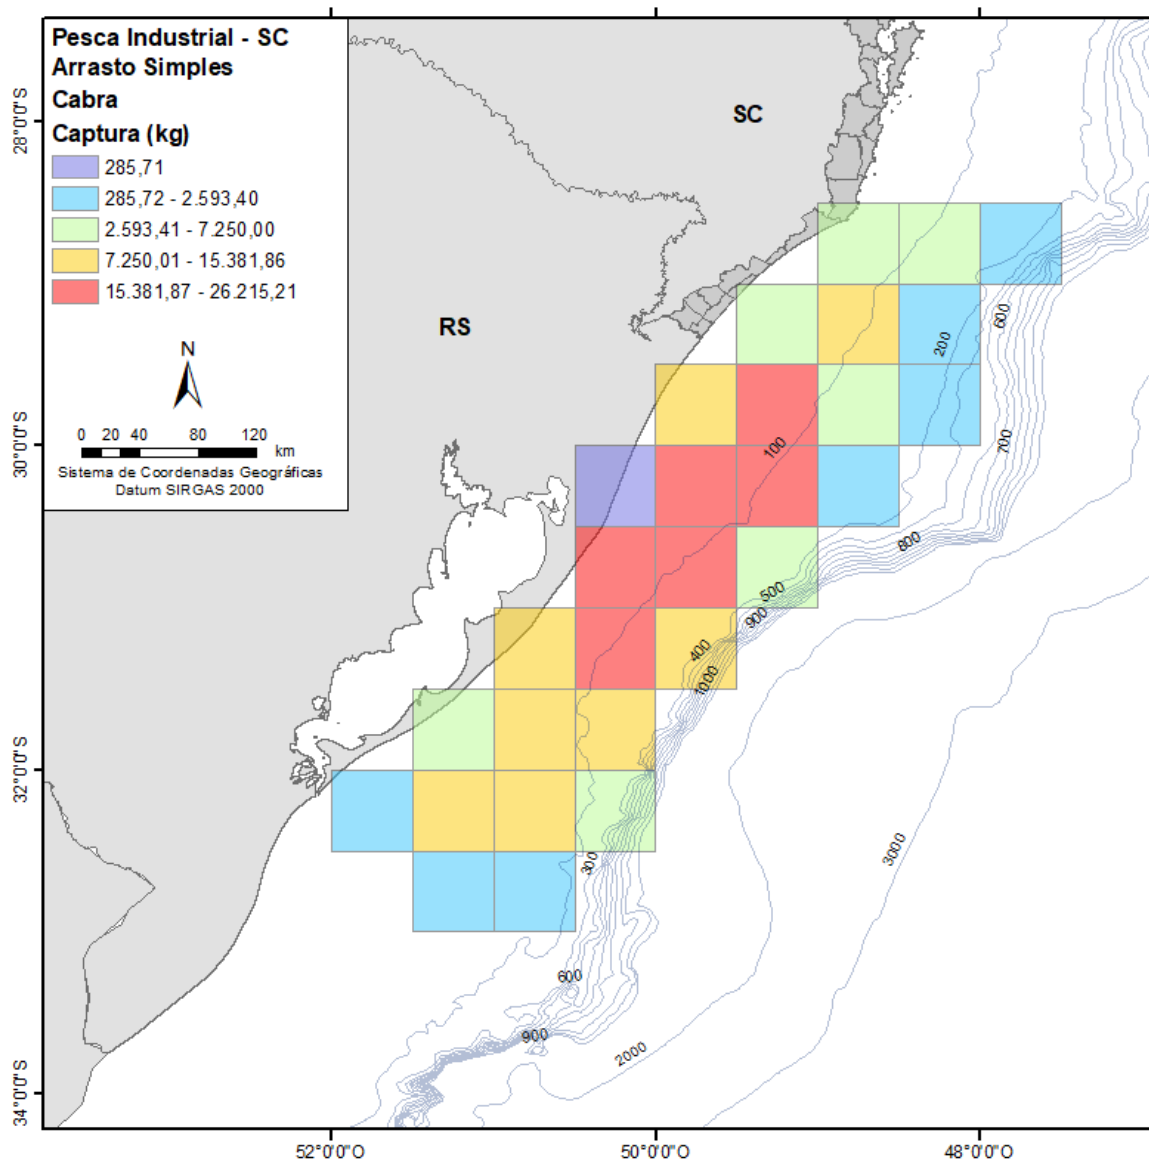 Pesca Industrial - SC
Arrasto Simples
Cabra
Captura (kg)
285,71
285,72 - 2.593,40
2.593,41 - 7.250,00
7.250,01 - 15.381,86
15.381,87 - 26.215,21
N
0 20 40 80 120
km
Sistema de Coordenadas Geográficas
Datum SIRGAS 2000
SC
RS
28°0'0"S
30°0'0"S
32°0'0"S
34°0'0"S
600
200
700
100
800
500
900
400
1000
300
3000
600
900
2000
52°0'0"O
50°0'0"O
48°0'0"O